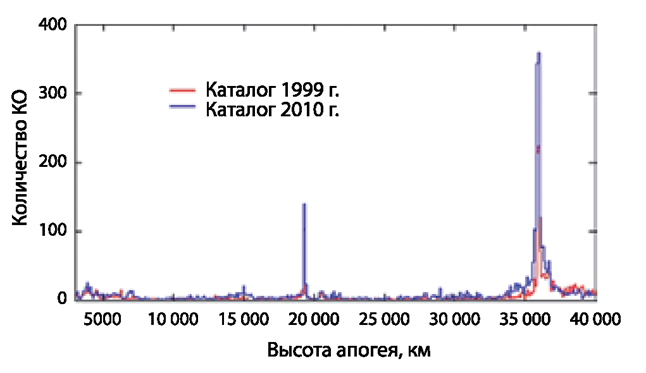 Количество КО
400
300
200
100
0
Каталог 1999 г.
Каталог 2010 г.
5000 10 000 15 000 20 000 25 000 30 000 35 000 40 000
Высота апогея, км